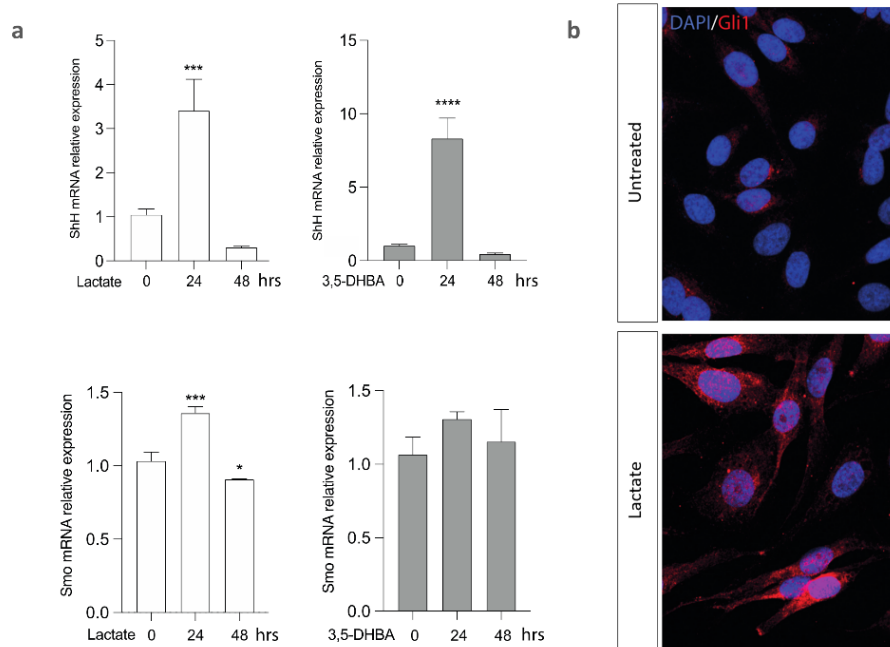 a
ShH mRNA relative expression
5
4
3
2
1
0
***
Lactate 0 24 48 hrs
ShH mRNA relative expression
15
10
5
0
****
3,5-DHBA 0 24 48 hrs
Smo mRNA relative expression
1.5
1.0
0.5
0.0
***
*
Lactate 0 24 48 hrs
Smo mRNA relative expression
1.5
1.0
0.5
0.0
3,5-DHBA 0 24 48 hrs
b
Untreated
DAPI/Gli1
Lactate